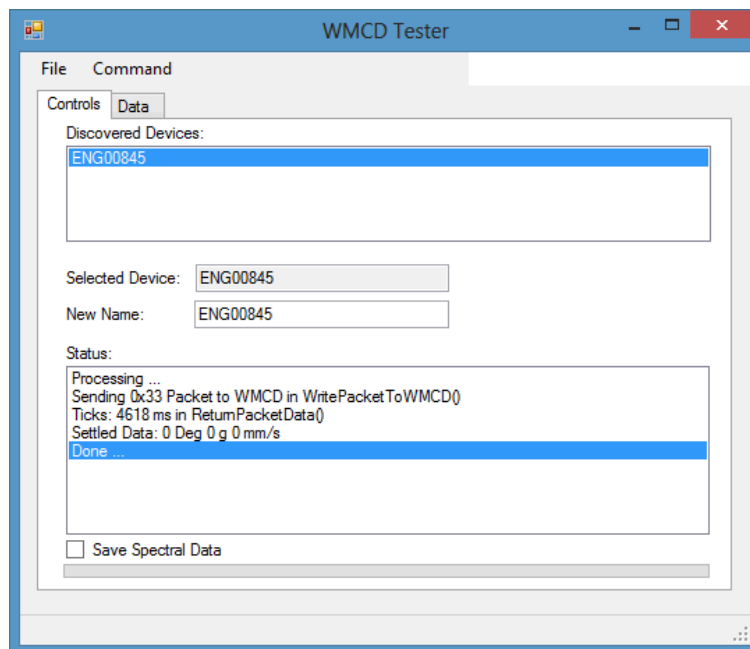 WMCD Tester
File Command
Controls Data
Discovered Devices:
ENG00845
Selected Device: ENG00845
New Name: ENG00845
Status:
Processing ...
Sending 0x33 Packet to WMCD in WritePacketToWMCD()
Ticks: 4618 ms in ReturnPacketData()
Settled Data: 0 Deg 0 g 0 mm/s
Done ...
Save Spectral Data